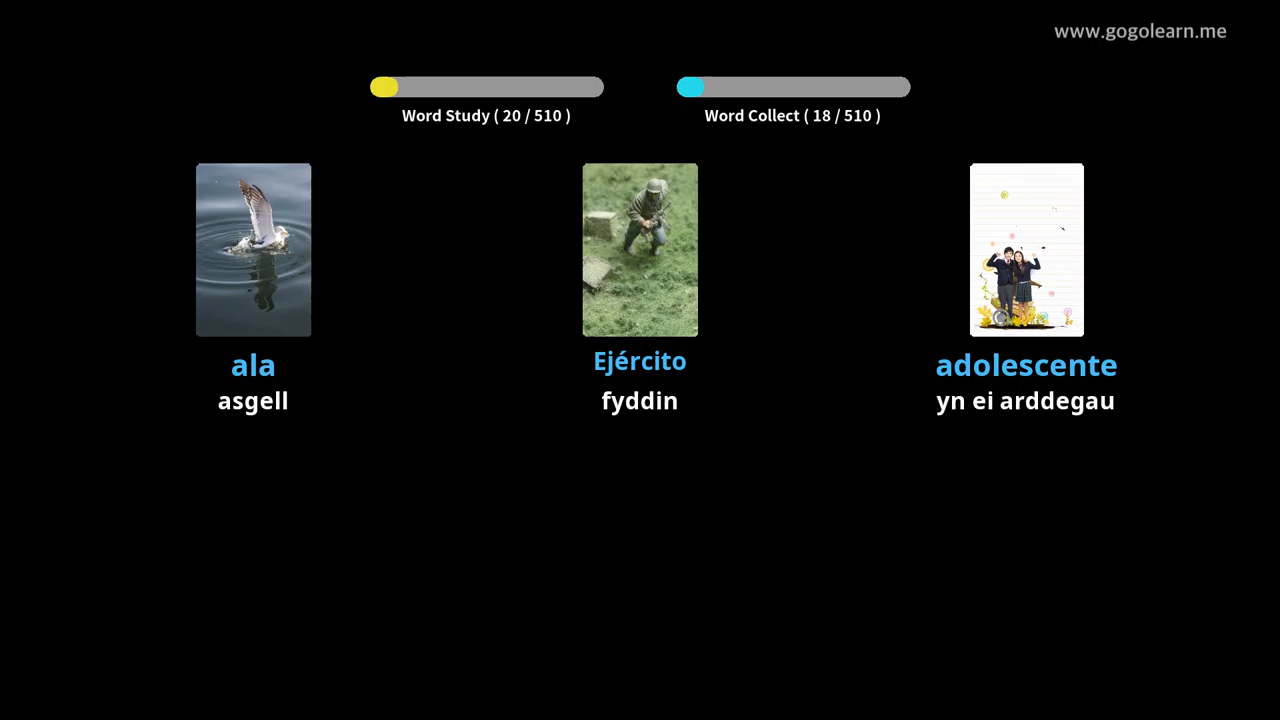 www.gogolearn.me
Word Study ( 20 / 510 )
Word Collect ( 18 / 510 )
ala
Ejército
adolescente
asgell
fyddin
yn ei arddegau